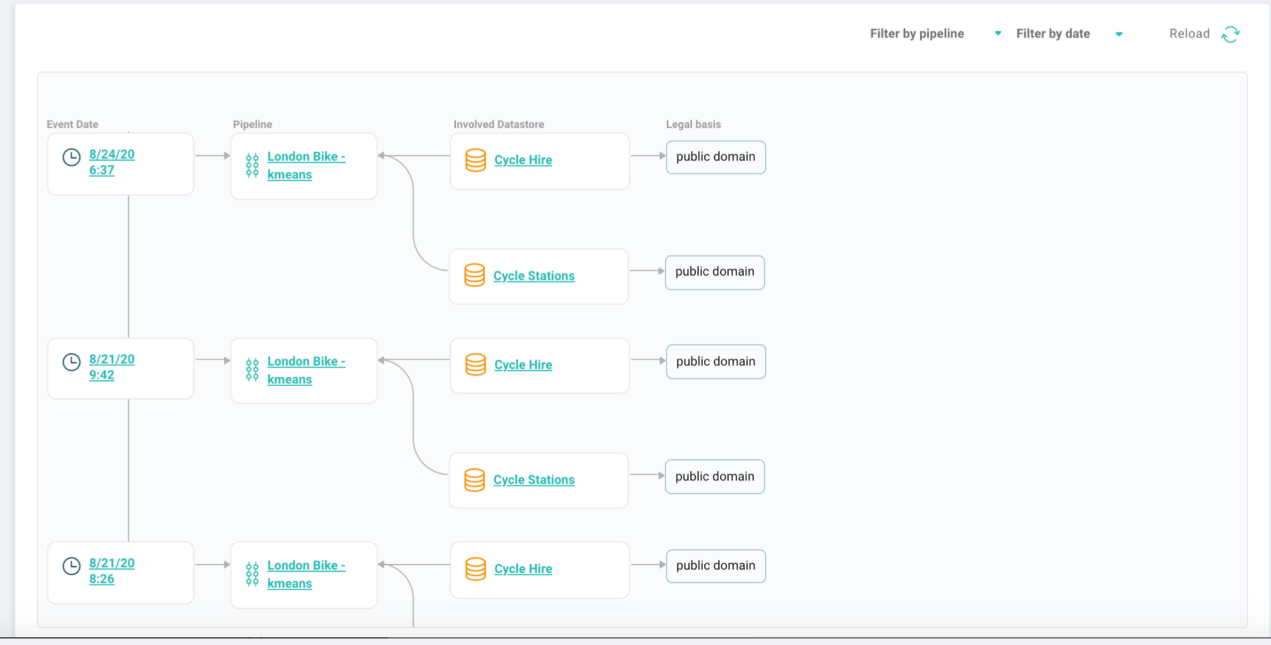 Filter by pipeline
Filter by date
Reload
Event Date
Pipeline
Involved Datastore
Legal basis
8/24/20
6:37
London Bike -
kmeans
Cycle Hire
public domain
Cycle Stations
public domain
8/21/20
9:42
London Bike -
kmeans
Cycle Hire
public domain
Cycle Stations
public domain
8/21/20
8:26
London Bike -
kmeans
Cycle Hire
public domain